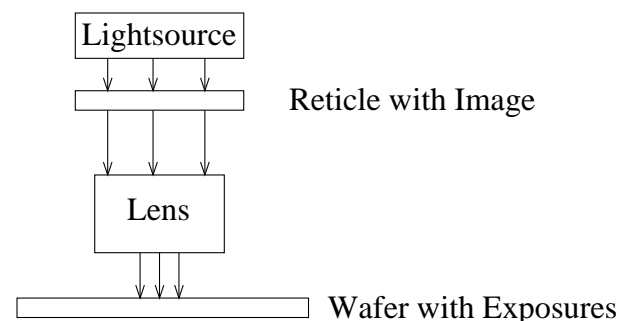 Lightsource
Reticle with Image
Lens
Wafer with Exposures